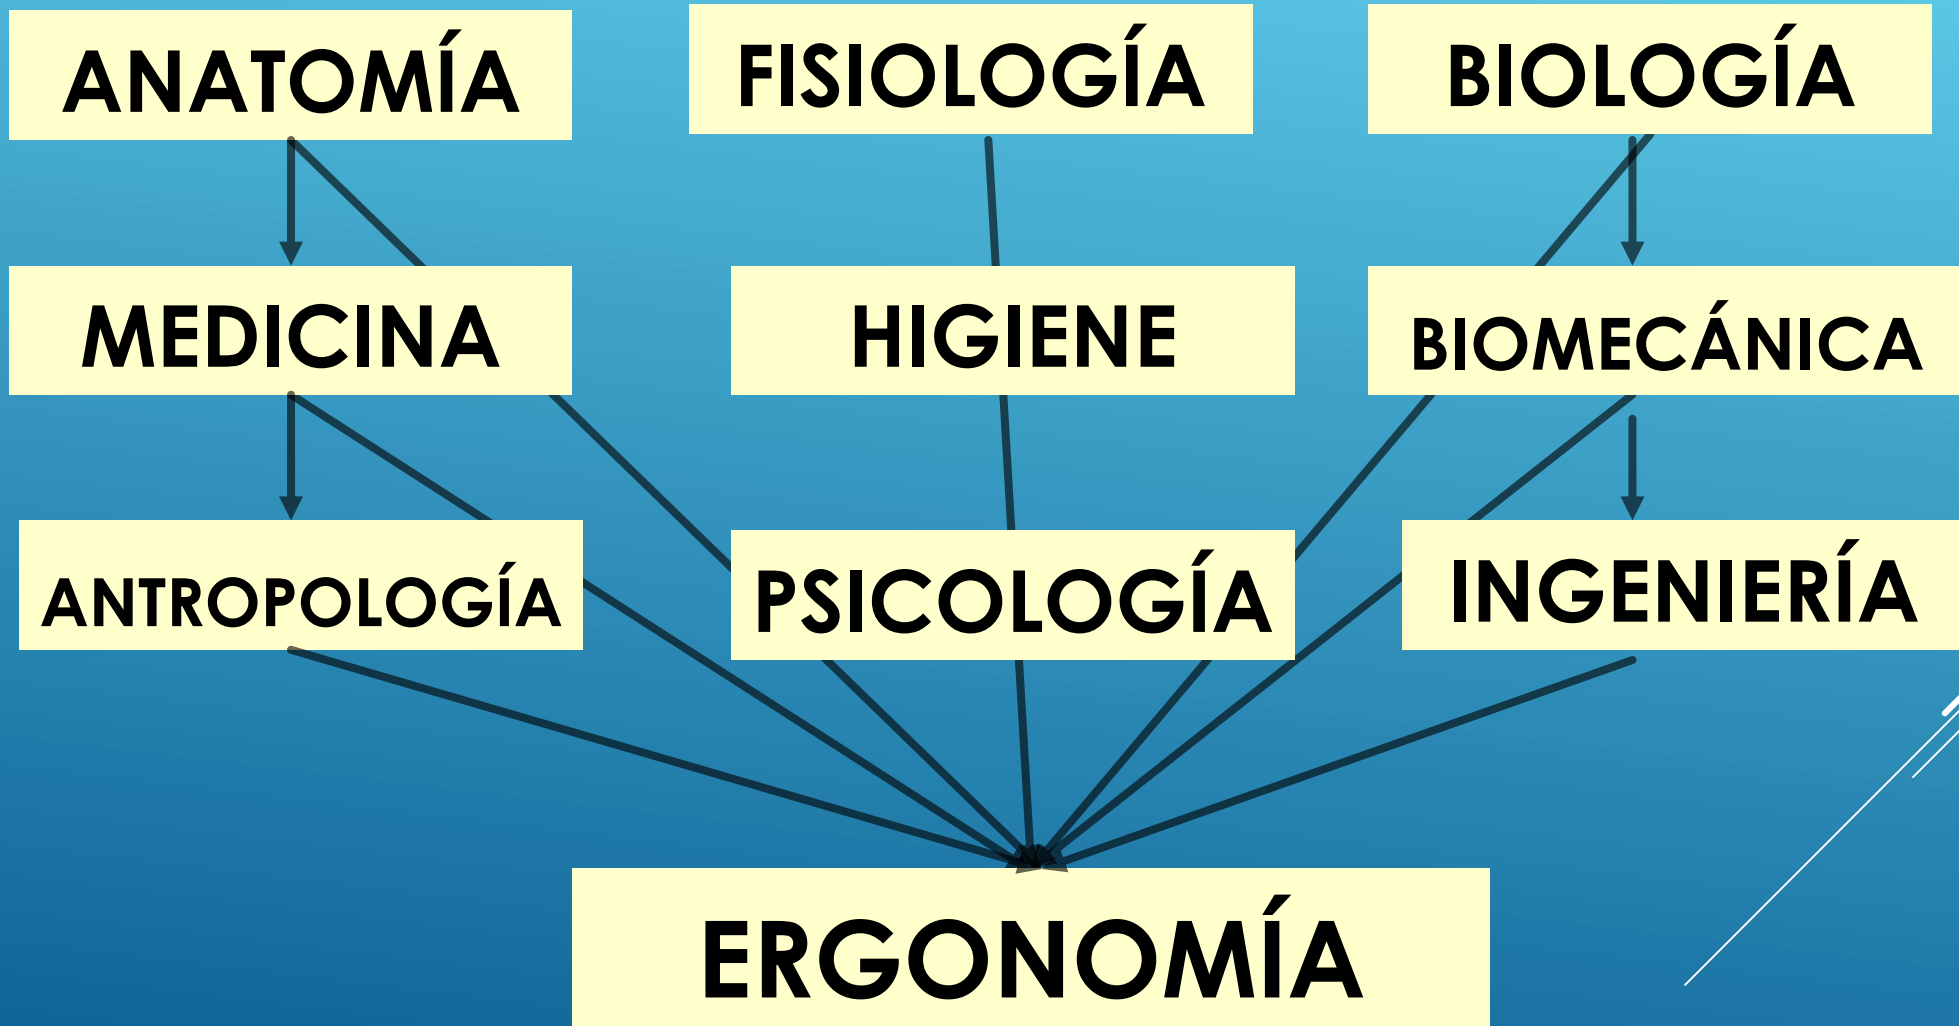 ANATOMÍA
FISIOLOGÍA
BIOLOGÍA
MEDICINA
HIGIENE
BIOMECÁNICA
ANTROPOLOGÍA
PSICOLOGÍA
INGENIERÍA
ERGONOMÍA